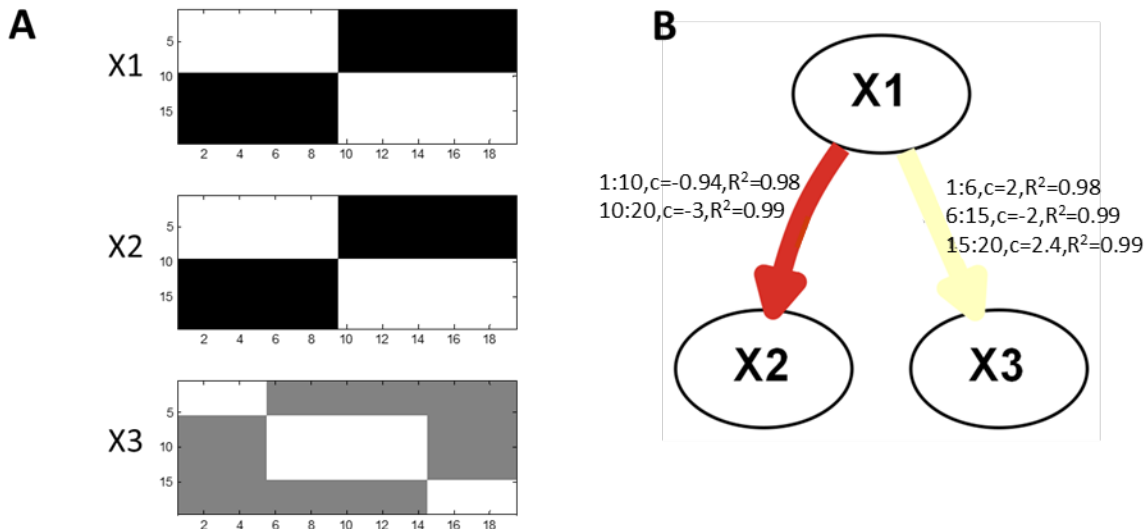 A
X1
5
10
15
2 4 6 8 10 12 14 16 18
X2
5
10
15
2 4 6 8 10 12 14 16 18
X3
5
10
15
2 4 6 8 10 12 14 16 18
B
X1
1:10,c=-0.94,R²=0.98
10:20,c=-3,R²=0.99
1:6,c=2,R²=0.98
6:15,c=-2,R²=0.99
15:20,c=2.4,R²=0.99
X2
X3